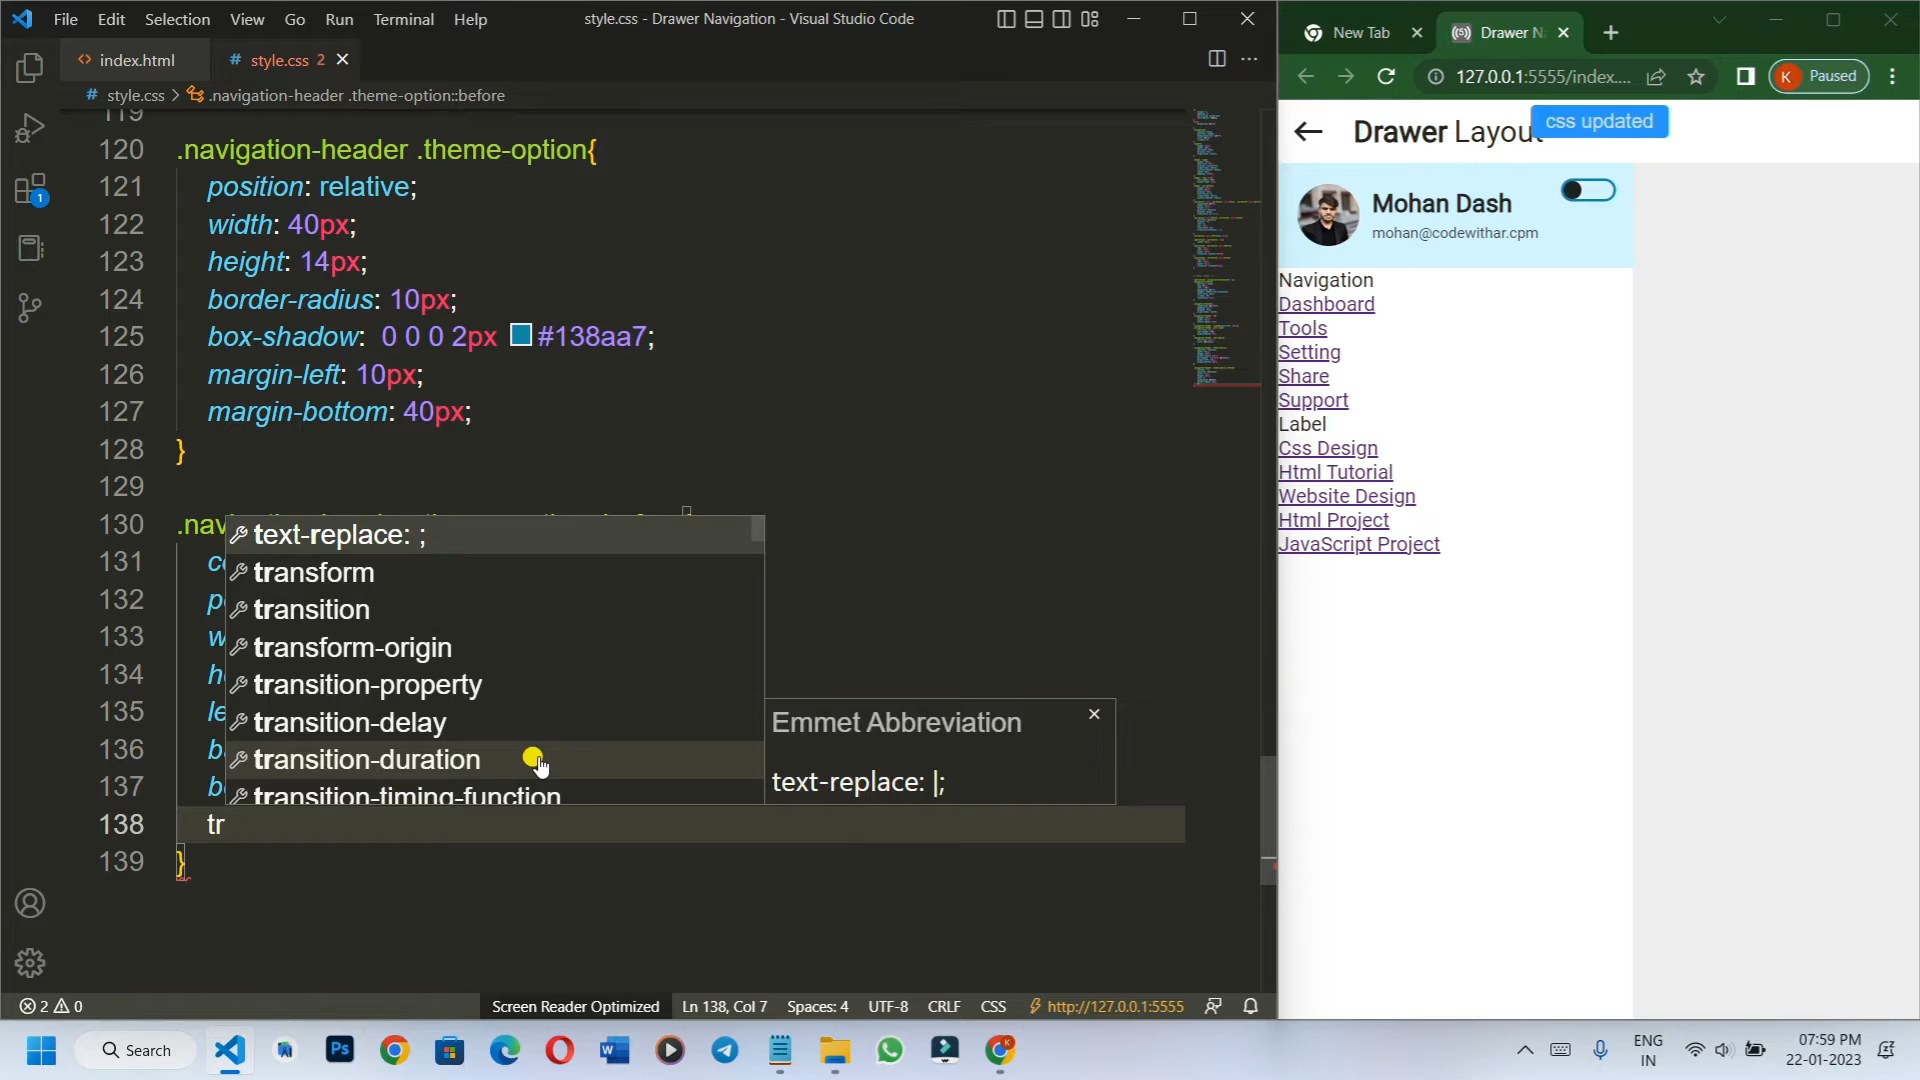 File Edit Selection View Go Run Terminal Help
style.css - Drawer Navigation - Visual Studio Code
<> index.html
# style.css 2
# style.css > .navigation-header .theme-option::before
119
120 .navigation-header .theme-option{
121 position: relative;
122 width: 40px;
123 height: 14px;
124 border-radius: 10px;
125 box-shadow: 0 0 0 2px #138aa7;
126 margin-left: 10px;
127 margin-bottom: 40px;
128 }
129
130 .nav
131
132
133
134
135
136
137
138 tr
139 }
text-replace: ;
transform
transition
transform-origin
transition-property
transition-delay
transition-duration
transition-timing-function
Emmet Abbreviation
text-replace: |;
1
2 0
Screen Reader Optimized
Ln 138, Col 7
Spaces: 4
UTF-8
CRLF
CSS
http://127.0.0.1:5555
New Tab
Drawer N
127.0.0.1:5555/index....
K Paused
Drawer Layout
css updated
Mohan Dash
mohan@codewithar.cpm
Navigation
Dashboard
Tools
Setting
Share
Support
Label
Css Design
Html Tutorial
Website Design
Html Project
JavaScript Project
Search
Ps
W
K
ENG
IN
07:59 PM
22-01-2023